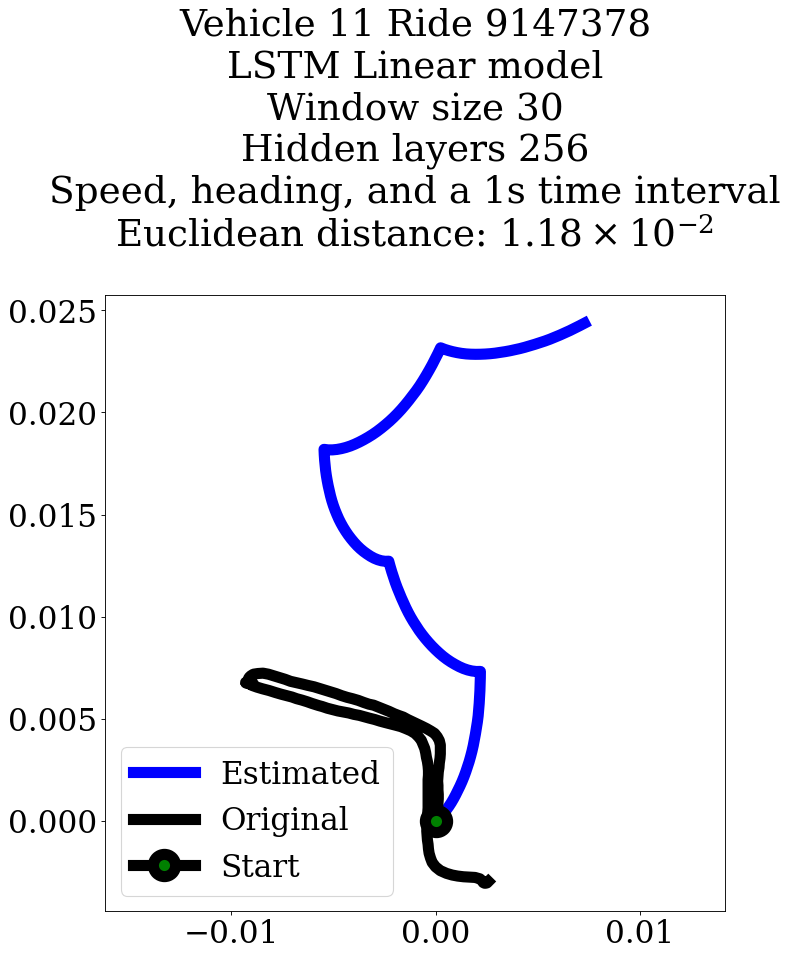 Vehicle 11 Ride 9147378
LSTM Linear model
Window size 30
Hidden layers 256
Speed, heading, and a 1s time interval
Euclidean distance: 1.18 × 10⁻²
0.025
0.020
0.015
0.010
0.005
0.000
Estimated
Original
Start
−0.01
0.00
0.01